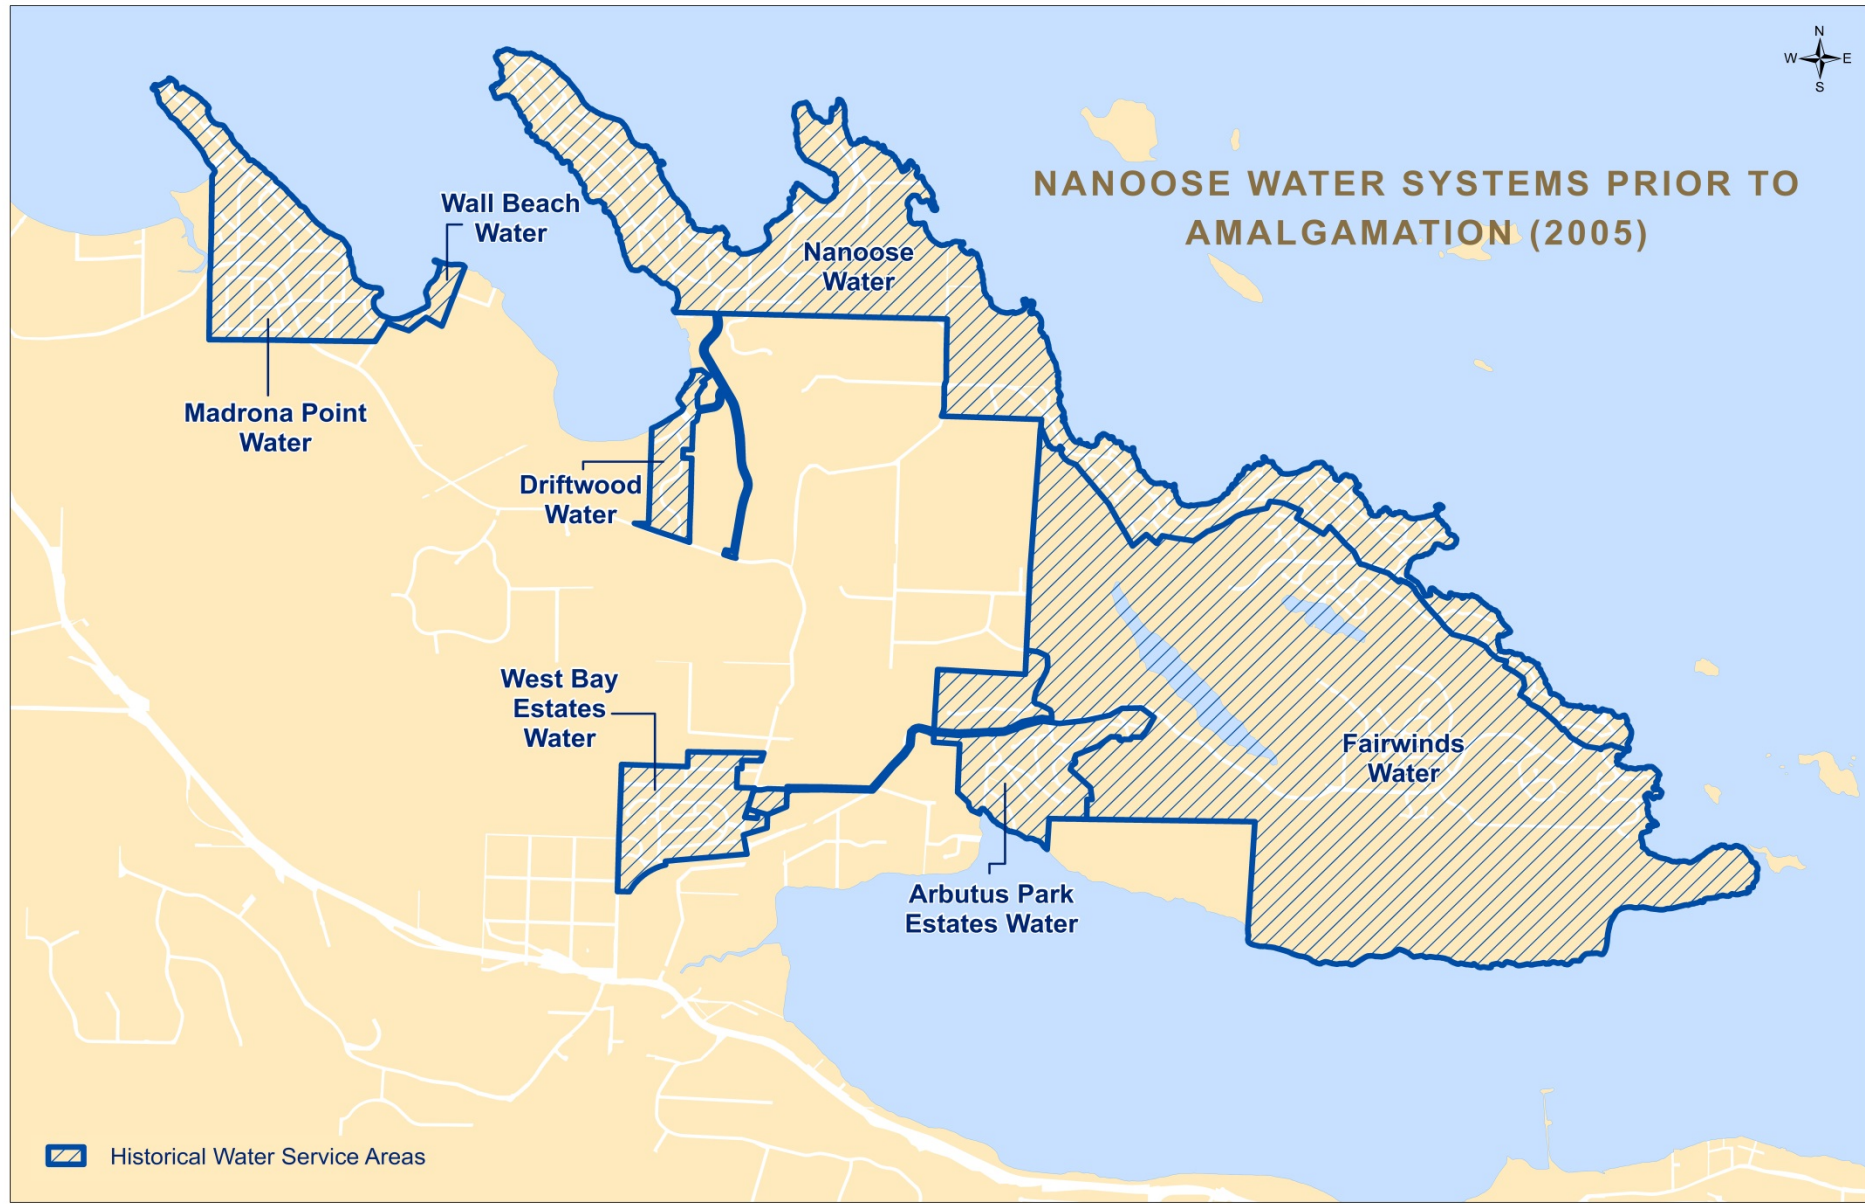 N
W E
S
NANOOSE WATER SYSTEMS PRIOR TO
AMALGAMATION (2005)
Wall Beach
Water
Nanoose
Water
Madrona Point
Water
Driftwood
Water
West Bay
Estates
Water
Fairwinds
Water
Arbutus Park
Estates Water
Historical Water Service Areas